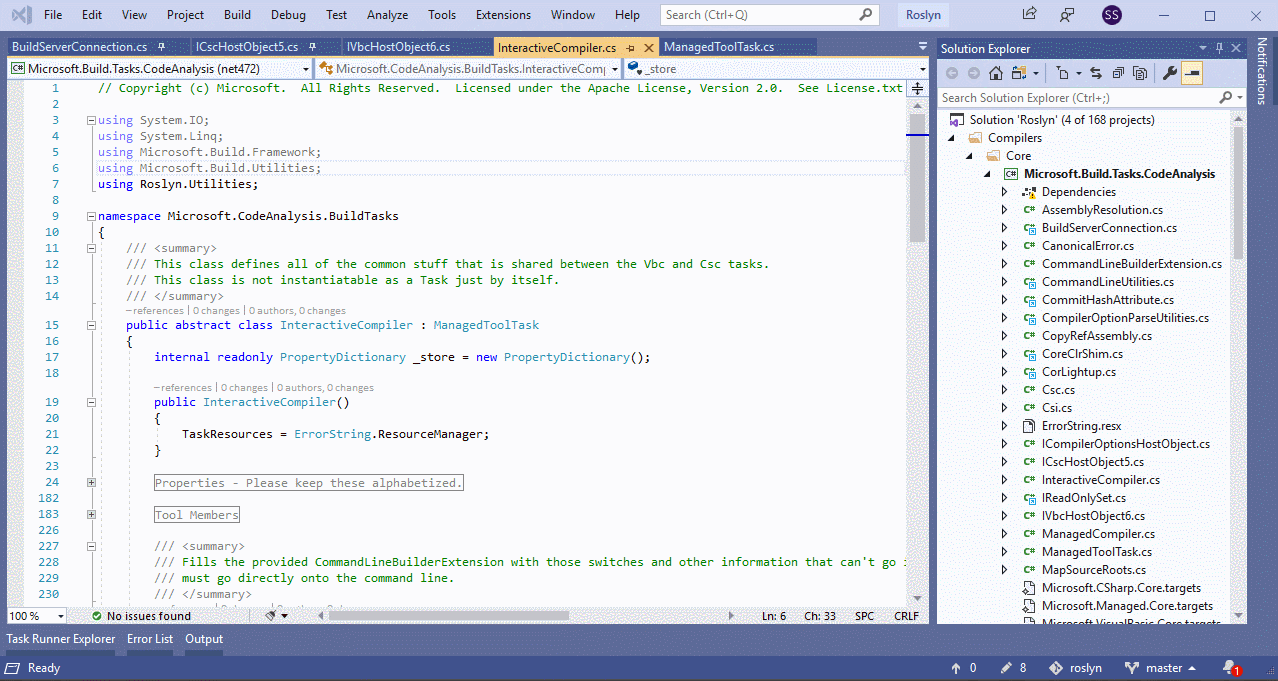 File Edit View Project Build Debug Test Analyze Tools Extensions Window Help Search (Ctrl+Q) Roslyn SS
BuildServerConnection.cs ICscHostObject5.cs IVbcHostObject6.cs InteractiveCompiler.cs ManagedToolTask.cs
C# Microsoft.Build.Tasks.CodeAnalysis (net472) Microsoft.CodeAnalysis.BuildTasks.InteractiveComp _store
1 // Copyright (c) Microsoft.  All Rights Reserved.  Licensed under the Apache License, Version 2.0.  See License.txt
2
3 using System.IO;
4 using System.Linq;
5 using Microsoft.Build.Framework;
6 using Microsoft.Build.Utilities;
7 using Roslyn.Utilities;
8
9 namespace Microsoft.CodeAnalysis.BuildTasks
10 {
11 /// <summary>
12 /// This class defines all of the common stuff that is shared between the Vbc and Csc tasks.
13 /// This class is not instantiatable as a Task just by itself.
14 /// </summary>
–references | 0 changes | 0 authors, 0 changes
15 public abstract class InteractiveCompiler : ManagedToolTask
16 {
17 internal readonly PropertyDictionary _store = new PropertyDictionary();
18
–references | 0 changes | 0 authors, 0 changes
19 public InteractiveCompiler()
20 {
21 TaskResources = ErrorString.ResourceManager;
22 }
23
24 Properties - Please keep these alphabetized.
182
183 Tool Members
226
227 /// <summary>
228 /// Fills the provided CommandLineBuilderExtension with those switches and other information that can't go
229 /// must go directly onto the command line.
230 /// </summary>
100 % No issues found Ln: 6 Ch: 33 SPC CRLF
Solution Explorer
Search Solution Explorer (Ctrl+;)
Solution 'Roslyn' (4 of 168 projects)
Compilers
Core
C# Microsoft.Build.Tasks.CodeAnalysis
Dependencies
C# AssemblyResolution.cs
C# BuildServerConnection.cs
C# CanonicalError.cs
C# CommandLineBuilderExtension.cs
C# CommandLineUtilities.cs
C# CommitHashAttribute.cs
C# CompilerOptionParseUtilities.cs
C# CopyRefAssembly.cs
C# CoreClrShim.cs
C# CorLightup.cs
C# Csc.cs
C# Csi.cs
ErrorString.resx
C# ICompilerOptionsHostObject.cs
C# ICscHostObject5.cs
C# InteractiveCompiler.cs
C# IReadOnlySet.cs
C# IVbcHostObject6.cs
C# ManagedCompiler.cs
C# ManagedToolTask.cs
C# MapSourceRoots.cs
Microsoft.CSharp.Core.targets
Microsoft.Managed.Core.targets
Microsoft.VisualBasic.Core.targets
Notifications
Task Runner Explorer Error List Output
Ready 0 8 roslyn master 1